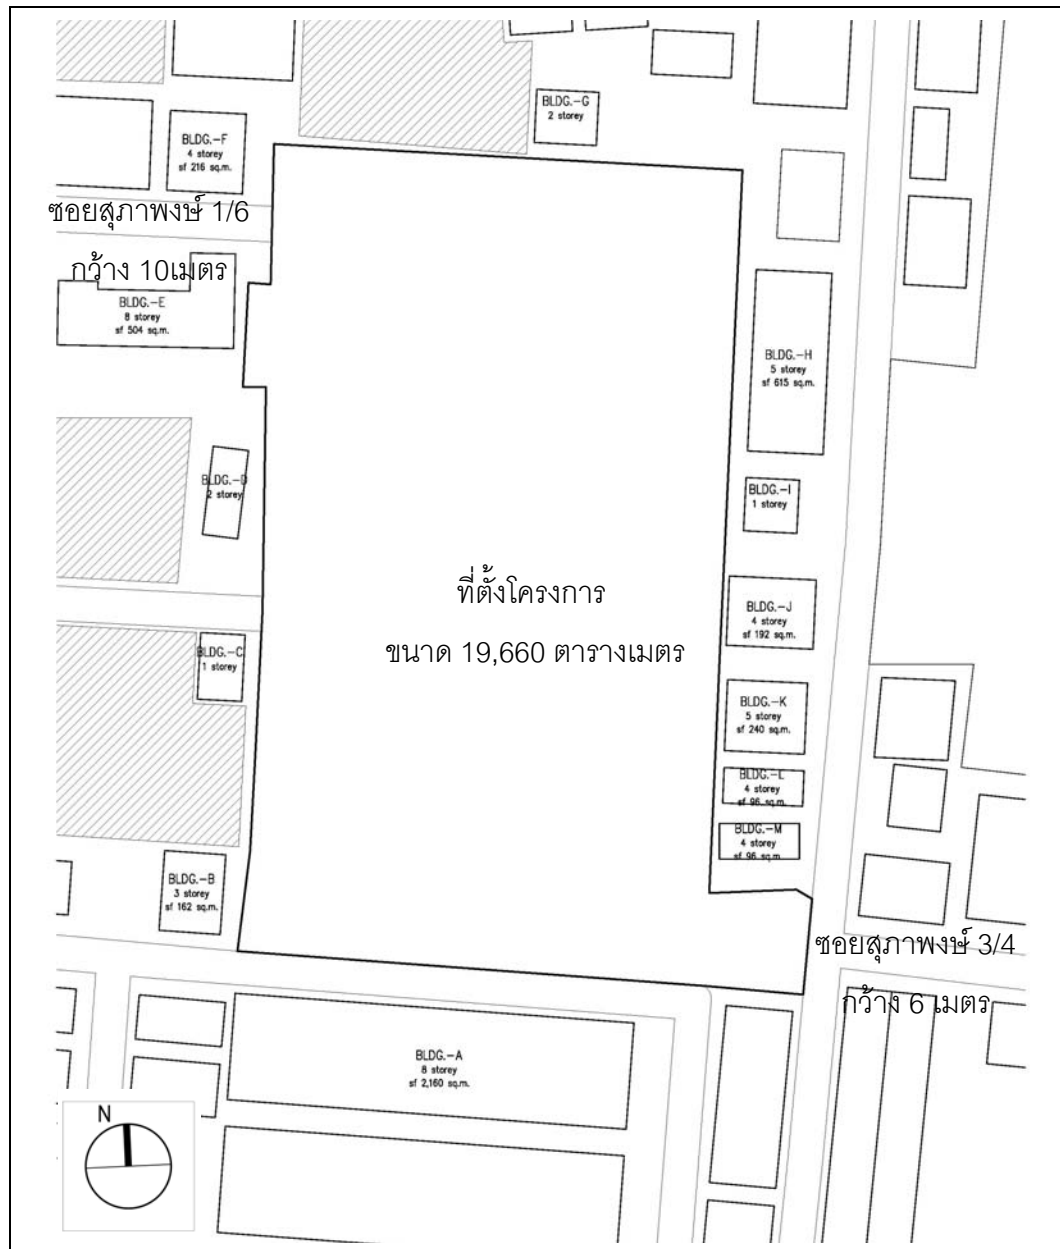 BLDG.-G
2 storey
BLDG.-F
4 storey
sf 216 sq.m.
ซอยสุภาพงษ์ 1/6
กว้าง 10เมตร
BLDG.-E
8 storey
sf 504 sq.m.
BLDG.-H
5 storey
sf 615 sq.m.
BLDG.-D
2 storey
BLDG.-I
1 storey
ที่ตั้งโครงการ
ขนาด 19,660 ตารางเมตร
BLDG.-J
4 storey
sf 192 sq.m.
BLDG.-C
1 storey
BLDG.-K
5 storey
sf 240 sq.m.
BLDG.-L
4 storey
sf 96 sq.m.
BLDG.-M
4 storey
sf 96 sq.m
BLDG.-B
3 storey
sf 162 sq.m.
ซอยสุภาพงษ์ 3/4
กว้าง 6 เมตร
BLDG.-A
8 storey
sf 2,160 sq.m.
N